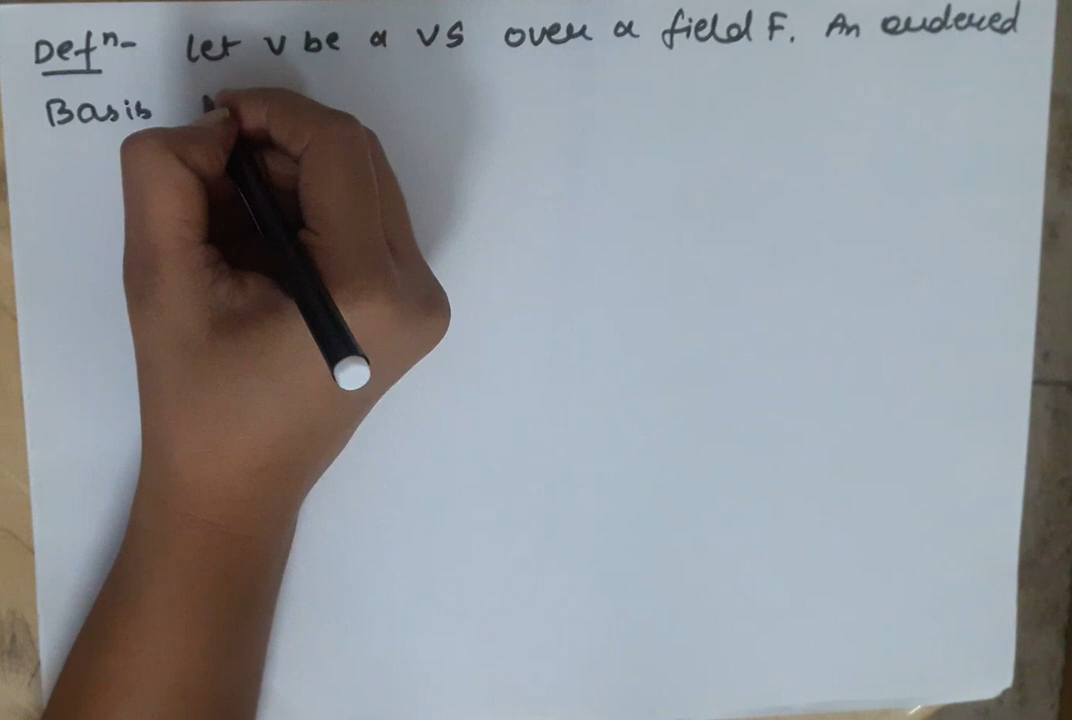 Defn- let v be a VS over a field F. An ordered
Basis